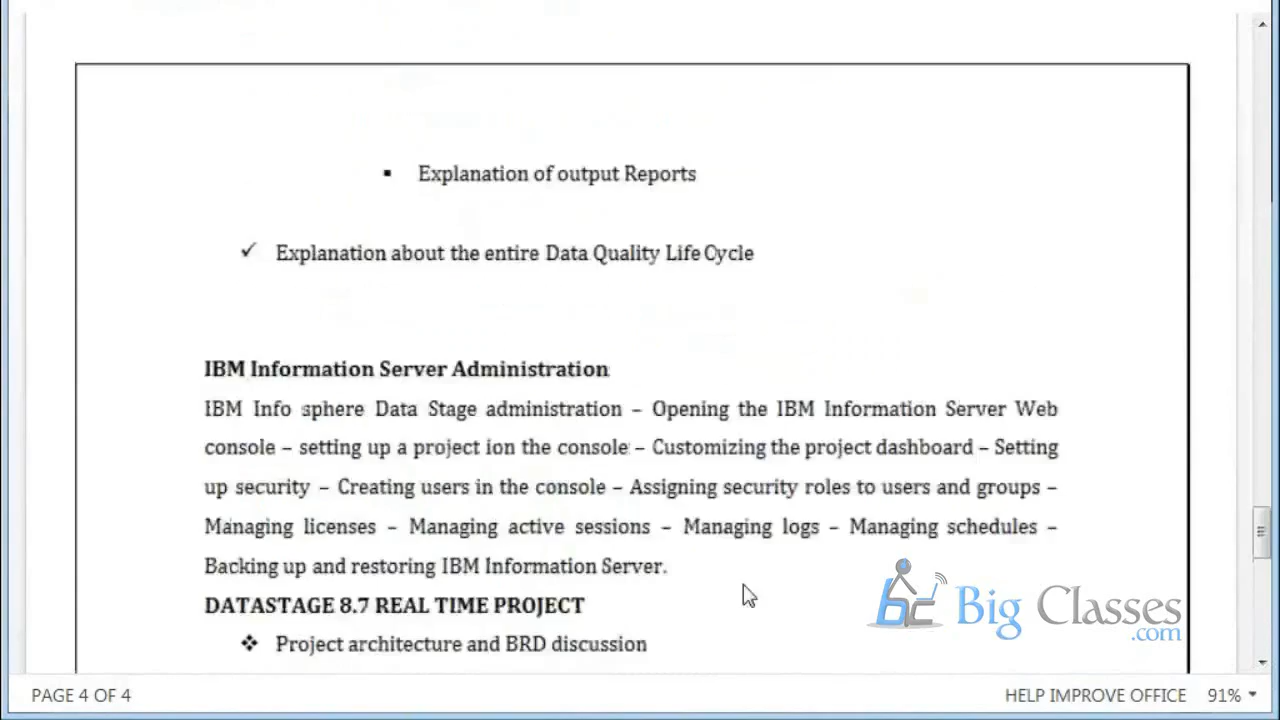 ▪ Explanation of output Reports
✓ Explanation about the entire Data Quality Life Cycle
IBM Information Server Administration
IBM Info sphere Data Stage administration – Opening the IBM Information Server Web
console – setting up a project ion the console – Customizing the project dashboard – Setting
up security – Creating users in the console – Assigning security roles to users and groups –
Managing licenses – Managing active sessions – Managing logs – Managing schedules –
Backing up and restoring IBM Information Server.
DATASTAGE 8.7 REAL TIME PROJECT
❖ Project architecture and BRD discussion
bc Big Classes
.com
PAGE 4 OF 4 HELP IMPROVE OFFICE 91%